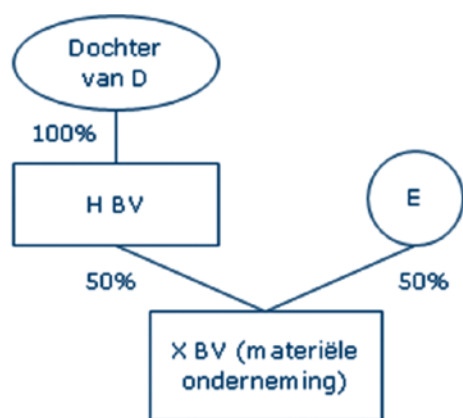 Dochter
van D
100%
H BV
E
50%
50%
X BV (materiële
onderneming)